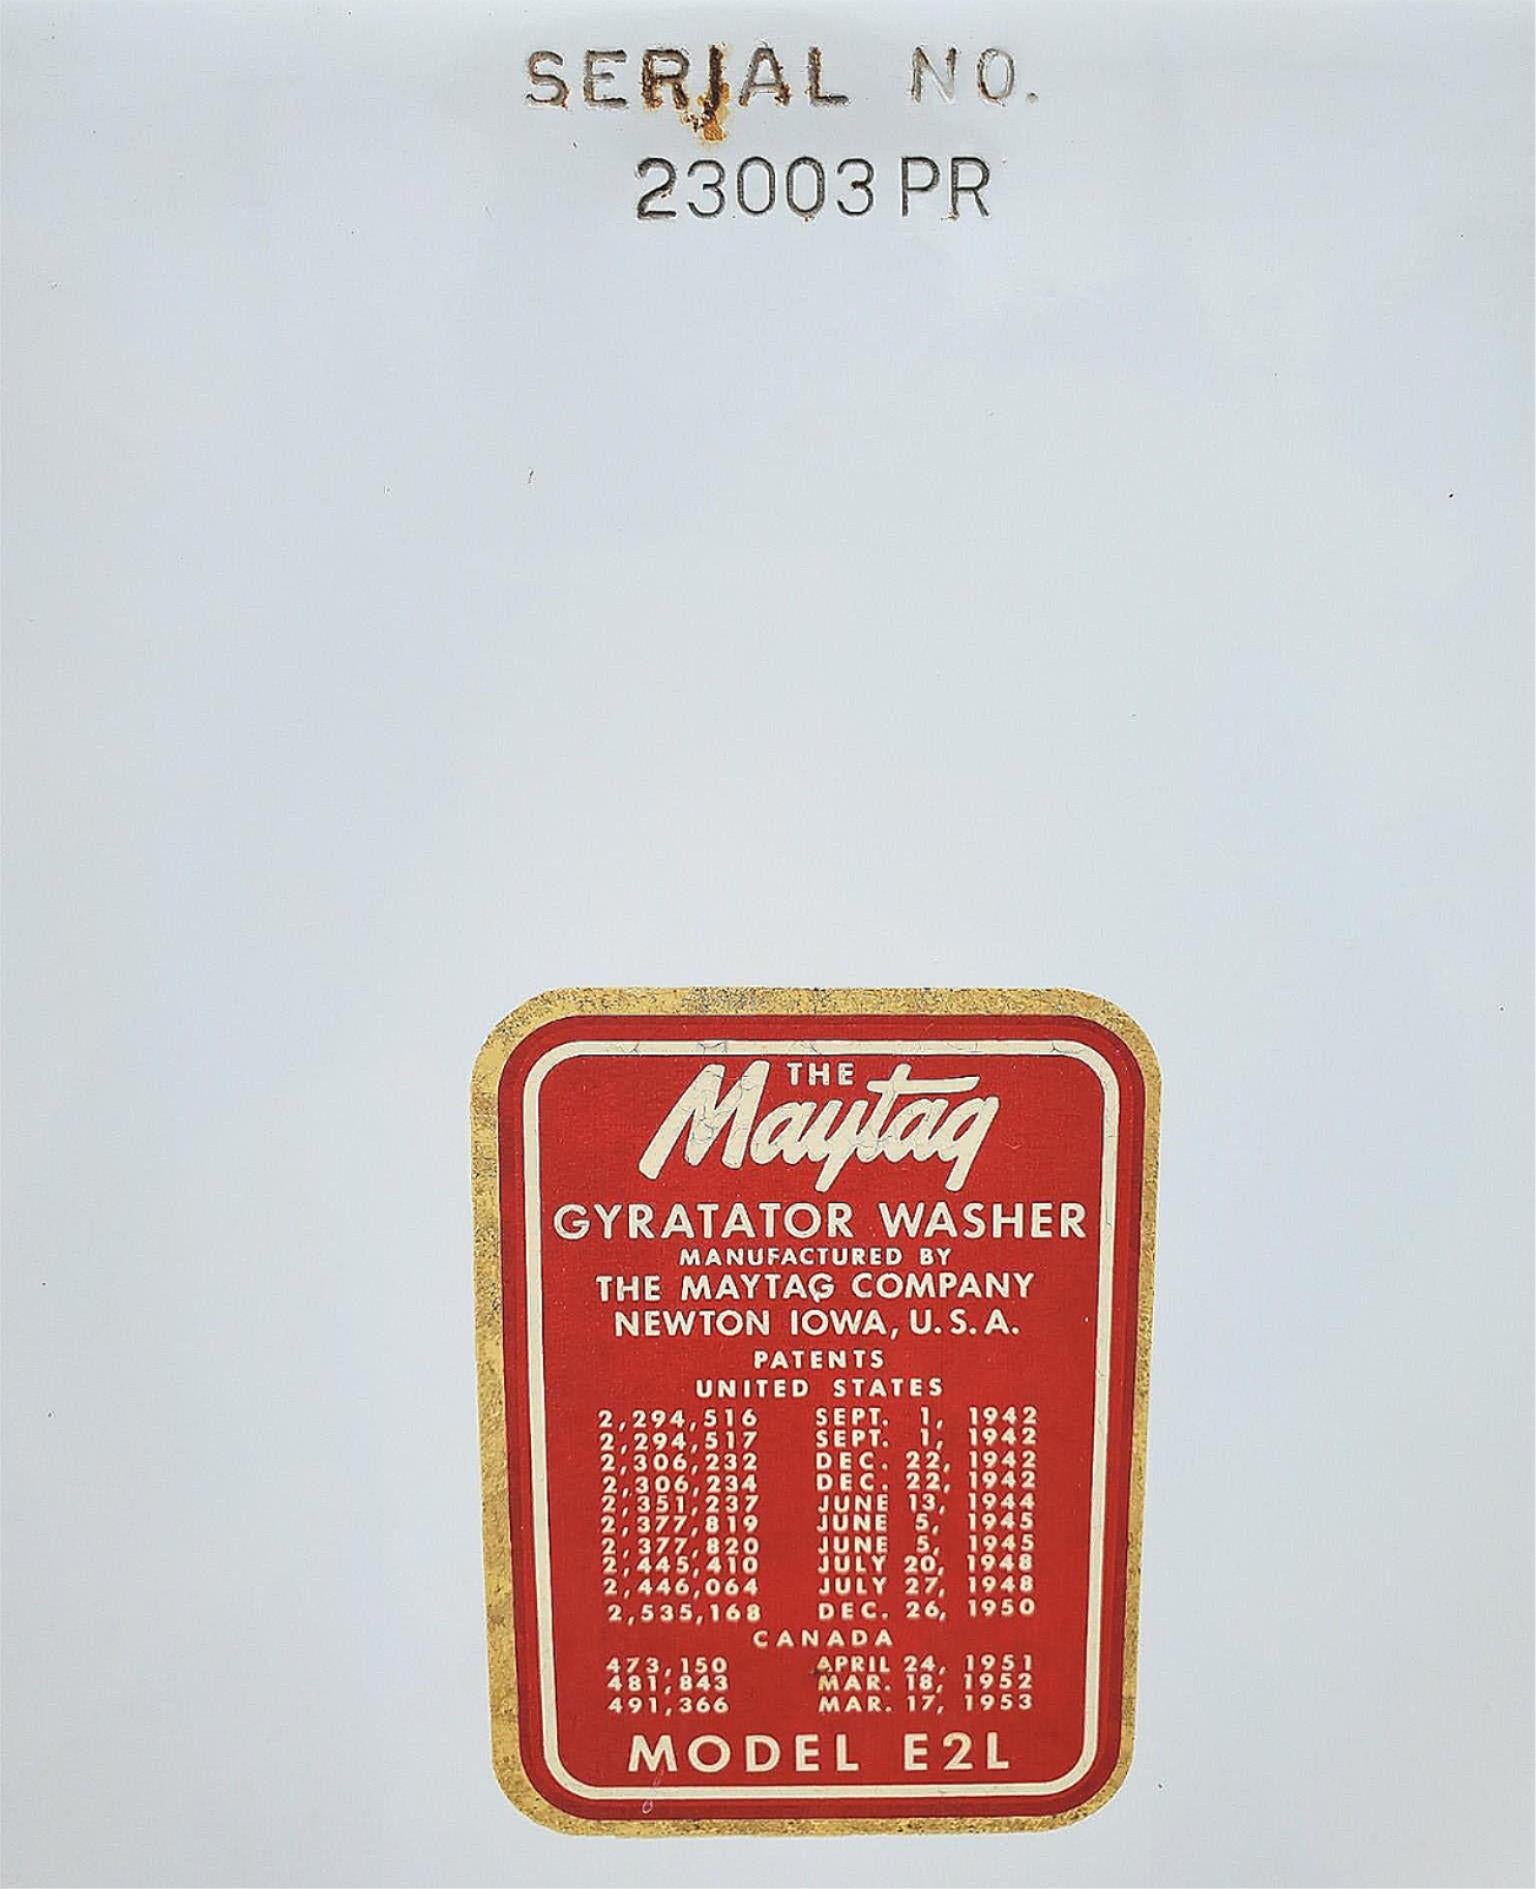 SERIAL NO.
23003 PR
THE
Maytag
GYRATATOR WASHER
MANUFACTURED BY
THE MAYTAG COMPANY
NEWTON IOWA, U.S.A.
PATENTS
UNITED STATES
2,294,516 SEPT. 1, 1942
2,294,517 SEPT. 1, 1942
2,306,232 DEC. 22, 1942
2,306,234 DEC. 22, 1942
2,351,237 JUNE 13, 1944
2,377,819 JUNE 5, 1945
2,377,820 JUNE 5, 1945
2,445,410 JULY 20, 1948
2,446,064 JULY 27, 1948
2,535,168 DEC. 26, 1950
CANADA
473,150 APRIL 24, 1951
481,843 MAR. 18, 1952
491,366 MAR. 17, 1953
MODEL E2L